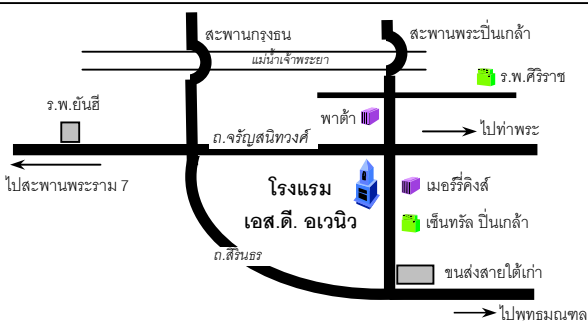 สะพานกรุงธน
สะพานพระปิ่นเกล้า
แม่น้ำเจ้าพระยา
ร.พ.ศิริราช
ร.พ.ยันฮี
พาต้า
ถ.จรัญสนิทวงศ์
ไปท่าพระ
ไปสะพานพระราม 7
โรงแรม
เอส.ดี. อเวนิว
เมอร์รี่คิงส์
เซ็นทรัล ปิ่นเกล้า
ถ.สิรินธร
ขนส่งสายใต้เก่า
ไปพุทธมณฑล